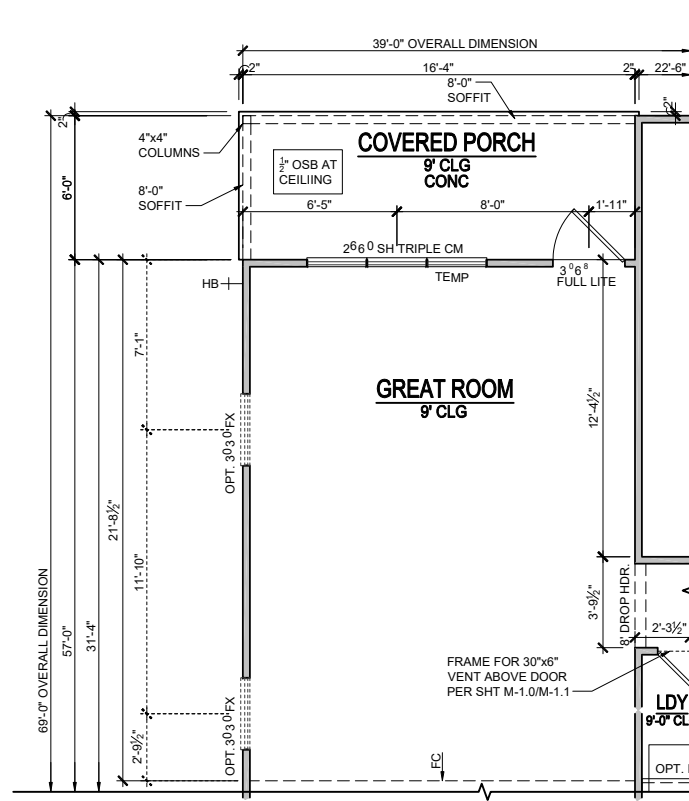 39'-0" OVERALL DIMENSION
2"
16'-4"
2"
22'-6"
8'-0"
SOFFIT
2"
2"
4"x4"
COLUMNS
COVERED PORCH
9' CLG
CONC
½" OSB AT
CEILIING
6'-0"
8'-0"
SOFFIT
6'-5"
8'-0"
1'-11"
2⁶6⁰ SH TRIPLE CM
TEMP
3⁰6⁸
FULL LITE
HB
7'-1"
GREAT ROOM
9' CLG
12'-4½"
OPT. 3⁰3⁰ FX
21'-8½"
11'-10"
69'-0" OVERALL DIMENSION
57'-0"
31'-4"
3'-9½"
8' DROP HDR.
2'-3½"
FRAME FOR 30"x6"
VENT ABOVE DOOR
PER SHT M-1.0/M-1.1
LDY
9'-0" CL
OPT. 3⁰3⁰ FX
2'-9½"
FC
OPT.